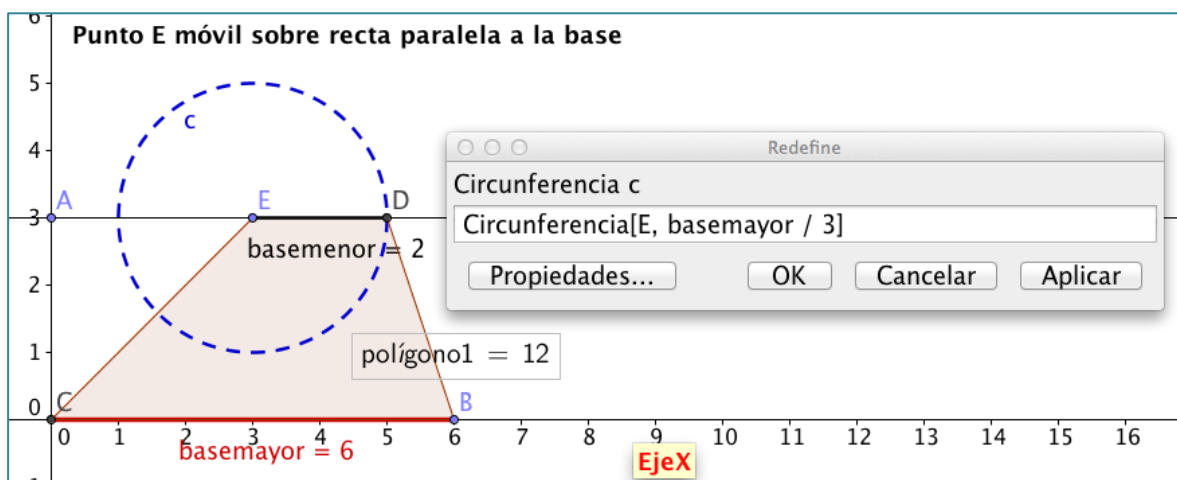 6
Punto E móvil sobre recta paralela a la base
5
c
4
Redefine
Circunferencia c
A
E
D
3
Circunferencia[E, basemayor / 3]
basemenor = 2
2
Propiedades...
OK
Cancelar
Aplicar
1
polígono1 = 12
0
C
B
0 1 2 3 4 5 6 7 8 9 10 11 12 13 14 15 16
basemayor = 6
EjeX